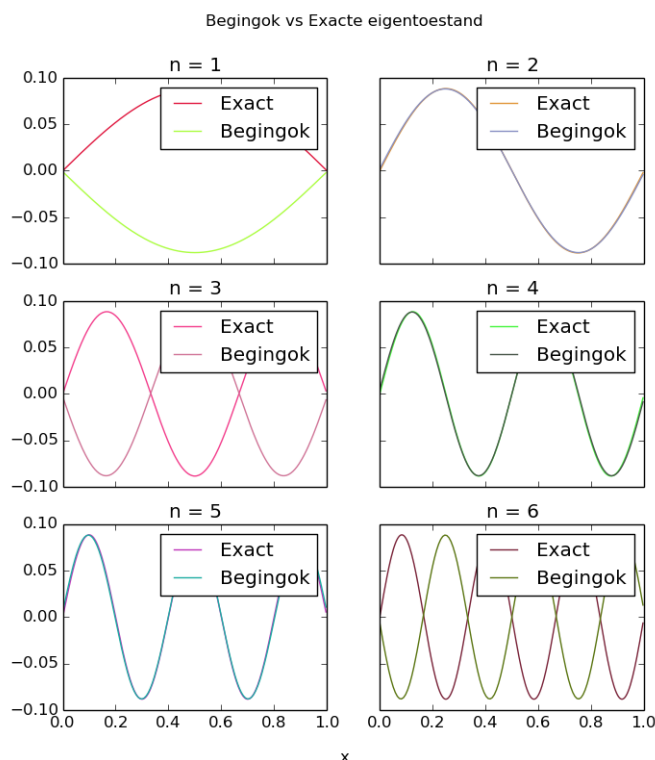 Begingok vs Exacte eigentoestand
n = 1
n = 2
0.10
0.05
0.00
−0.05
−0.10
Exact
Begingok
Exact
Begingok
n = 3
n = 4
0.10
0.05
0.00
−0.05
−0.10
Exact
Begingok
Exact
Begingok
n = 5
n = 6
0.10
0.05
0.00
−0.05
−0.10
Exact
Begingok
Exact
Begingok
0.0 0.2 0.4 0.6 0.8 1.0
0.0 0.2 0.4 0.6 0.8 1.0
x